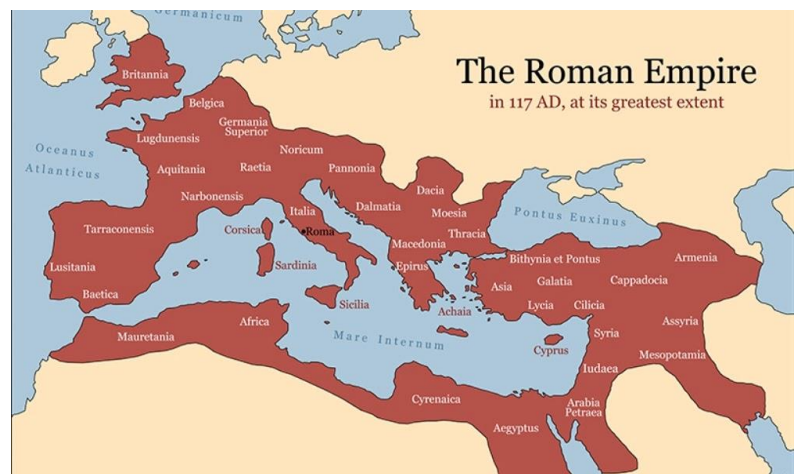 Germanicum
The Roman Empire
in 117 AD, at its greatest extent
Britannia
Belgica
Germania
Superior
Lugdunensis
Oceanus
Atlanticus
Noricum
Aquitania
Raetia
Pannonia
Narbonensis
Dacia
Italia
Dalmatia
Moesia
Pontus Euxinus
Tarraconensis
Corsica
Roma
Thracia
Macedonia
Bithynia et Pontus
Armenia
Lusitania
Sardinia
Epirus
Asia
Galatia
Cappadocia
Baetica
Sicilia
Achaia
Lycia
Cilicia
Mauretania
Africa
Mare Internum
Syria
Assyria
Cyprus
Mesopotamia
Iudaea
Cyrenaica
Arabia
Petraea
Aegyptus